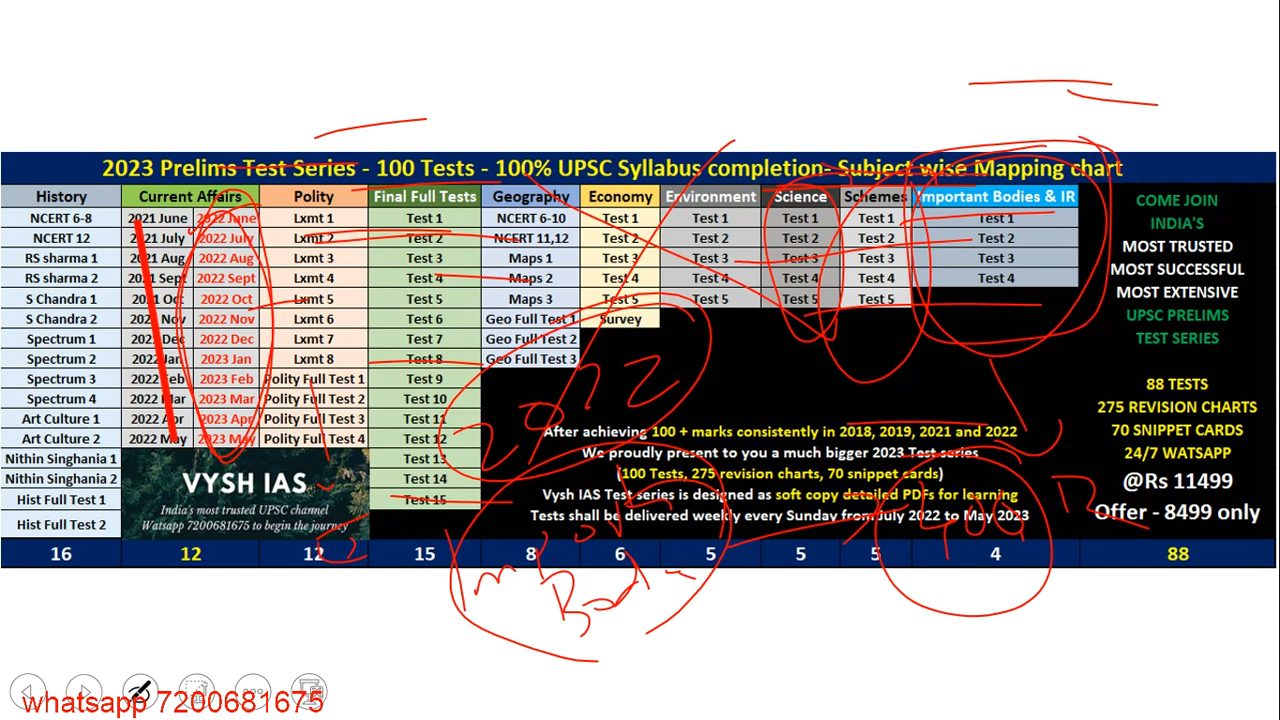 2023 Prelims Test Series - 100 Tests - 100% UPSC Syllabus completion- Subject wise Mapping chart
History Current Affairs Polity Final Full Tests Geography Economy Environment Science Schemes Important Bodies & IR
NCERT 6-8 2021 June 2022 June Lxmt 1 Test 1 NCERT 6-10 Test 1 Test 1 Test 1 Test 1 Test 1
NCERT 12 2021 July 2022 July Lxmt 2 Test 2 NCERT 11,12 Test 2 Test 2 Test 2 Test 2 Test 2
RS sharma 1 2021 Aug 2022 Aug Lxmt 3 Test 3 Maps 1 Test 3 Test 3 Test 3 Test 3 Test 3
RS sharma 2 2021 Sept 2022 Sept Lxmt 4 Test 4 Maps 2 Test 4 Test 4 Test 4 Test 4 Test 4
S Chandra 1 2021 Oct 2022 Oct Lxmt 5 Test 5 Maps 3 Test 5 Test 5 Test 5 Test 5
S Chandra 2 2021 Nov 2022 Nov Lxmt 6 Test 6 Geo Full Test 1 Survey
Spectrum 1 2021 Dec 2022 Dec Lxmt 7 Test 7 Geo Full Test 2
Spectrum 2 2022 Jan 2023 Jan Lxmt 8 Test 8 Geo Full Test 3
Spectrum 3 2022 Feb 2023 Feb Polity Full Test 1 Test 9
Spectrum 4 2022 Mar 2023 Mar Polity Full Test 2 Test 10
Art Culture 1 2022 Apr 2023 Apr Polity Full Test 3 Test 11
Art Culture 2 2022 May 2023 May Polity Full Test 4 Test 12
Nithin Singhania 1 Test 13
Nithin Singhania 2 Test 14
Hist Full Test 1 Test 15
Hist Full Test 2
VYSH IAS
India's most trusted UPSC channel
Watsapp 7200681675 to begin the journey
After achieving 100 + marks consistently in 2018, 2019, 2021 and 2022
We proudly present to you a much bigger 2023 Test series
(100 Tests, 275 revision charts, 70 snippet cards)
Vysh IAS Test series is designed as soft copy detailed PDFs for learning
Tests shall be delivered weekly every Sunday from July 2022 to May 2023
COME JOIN
INDIA'S
MOST TRUSTED
MOST SUCCESSFUL
MOST EXTENSIVE
UPSC PRELIMS
TEST SERIES
88 TESTS
275 REVISION CHARTS
70 SNIPPET CARDS
24/7 WATSAPP
@Rs 11499
Offer - 8499 only
16 12 12 15 8 6 5 5 5 4 88
whatsapp 7200681675